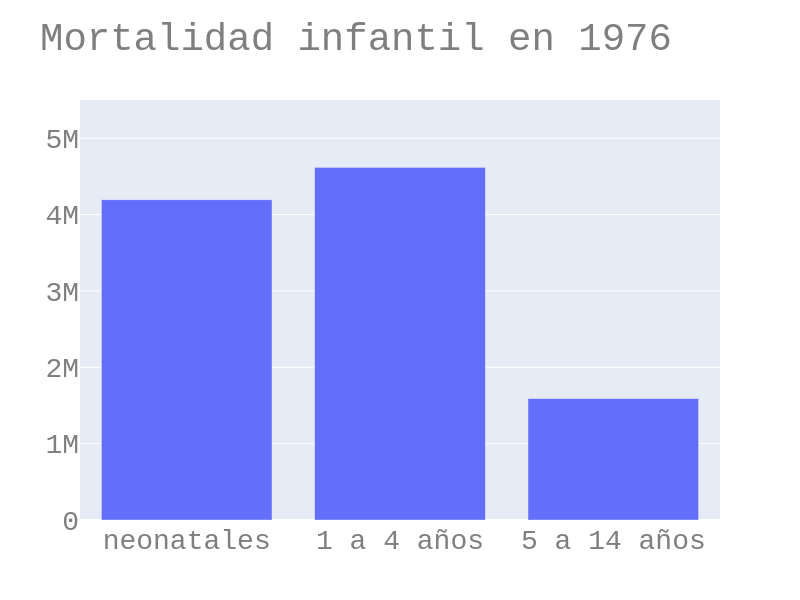 Mortalidad infantil en 1976
5M
4M
3M
2M
1M
0
neonatales
1 a 4 años
5 a 14 años